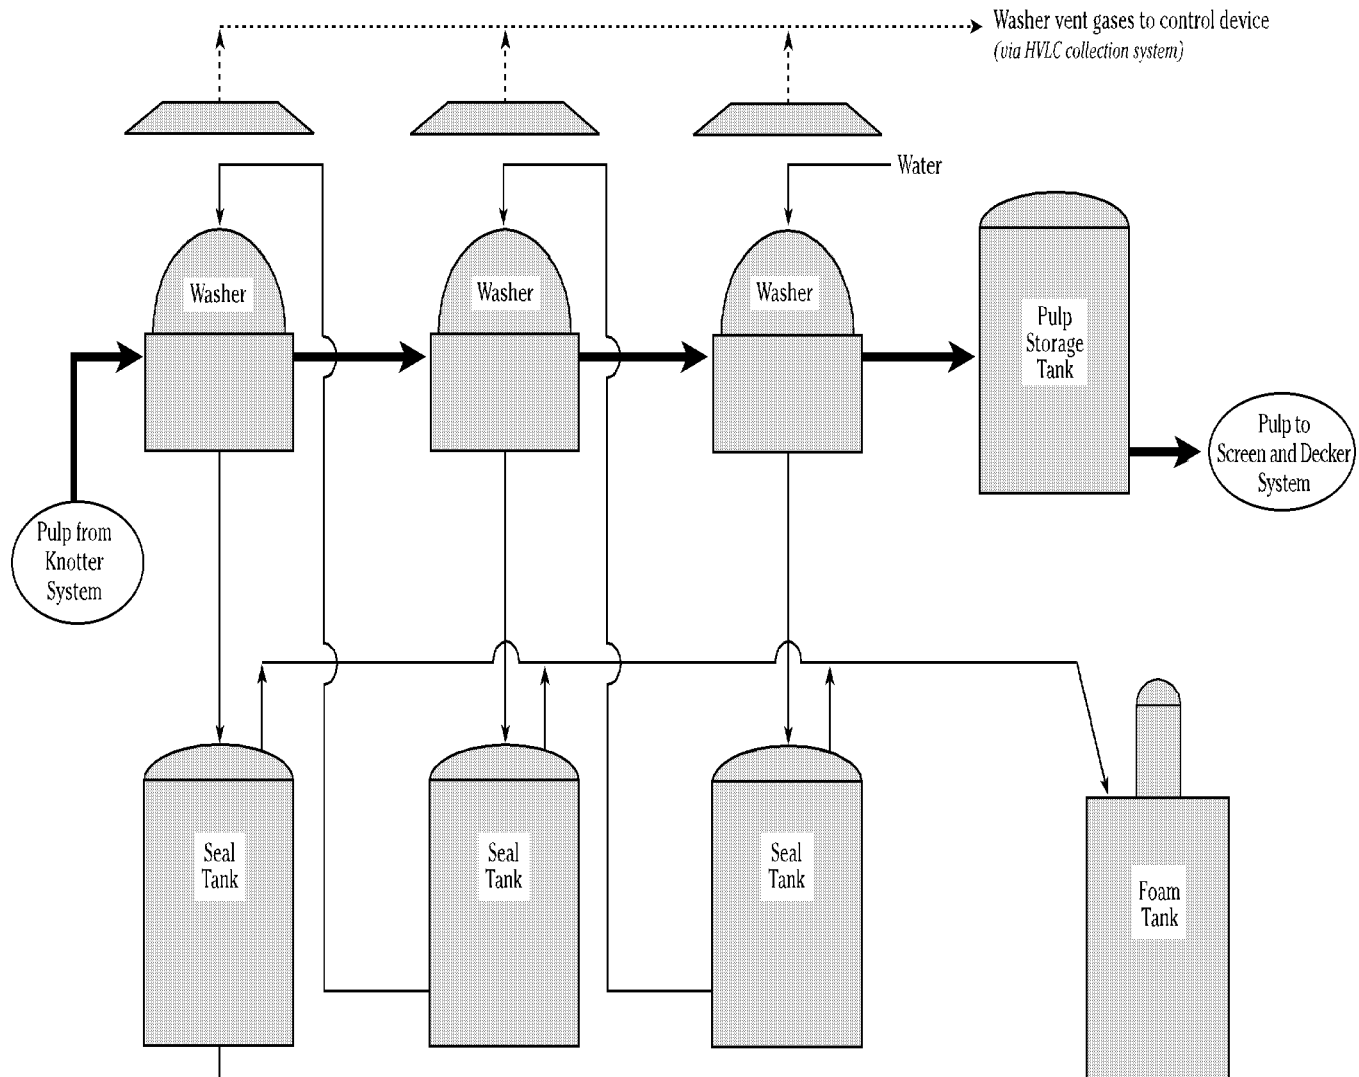 Washer vent gases to control device
(via HVLC collection system)
Water
Washer
Washer
Washer
Pulp
Storage
Tank
Pulp to
Screen and Decker
System
Pulp from
Knotter
System
Seal
Tank
Seal
Tank
Seal
Tank
Foam
Tank